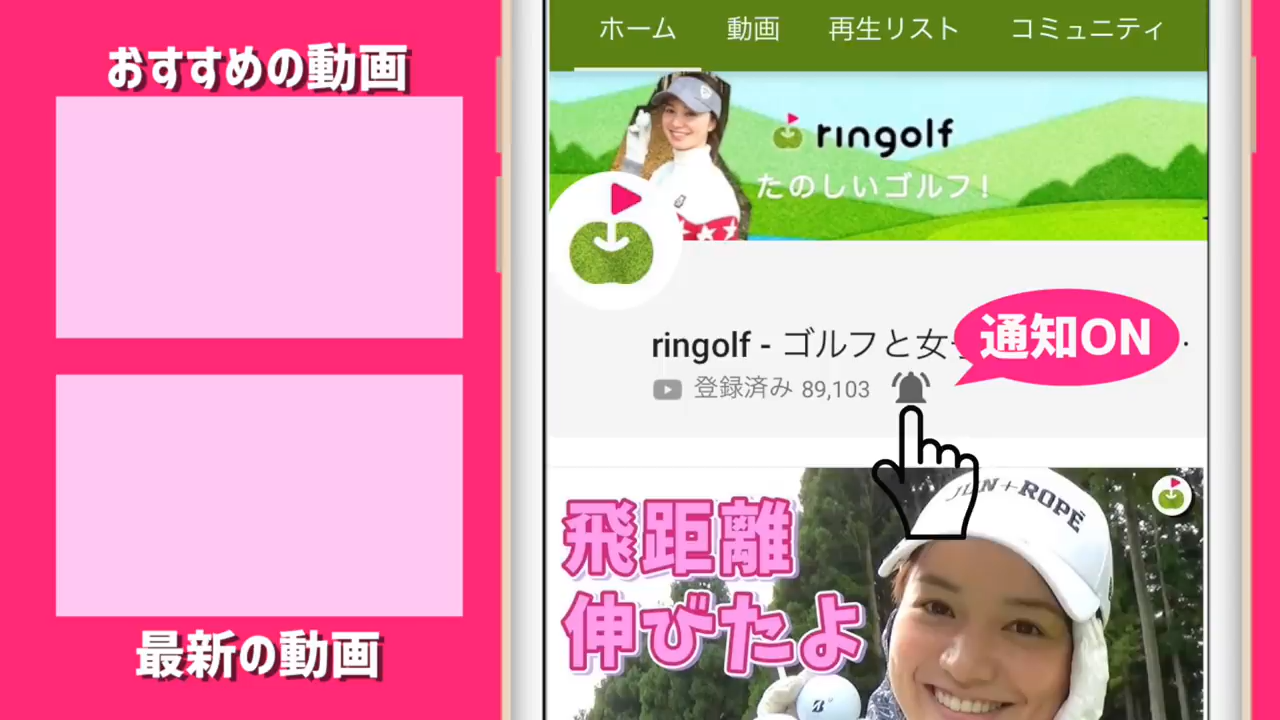 おすすめの動画
最新の動画
ホーム 動画 再生リスト コミュニティ
ringolf
たのしいゴルフ!
ringolf - ゴルフと女
通知ON
登録済み 89,103
JUN+ROPÉ
飛距離
伸びたよ
B